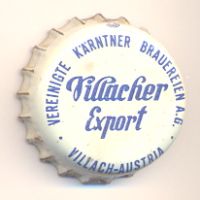 VEREINIGTE KÄRNTNER BRAUEREIEN A.G.
Villacher
Export
VILLACH-AUSTRIA